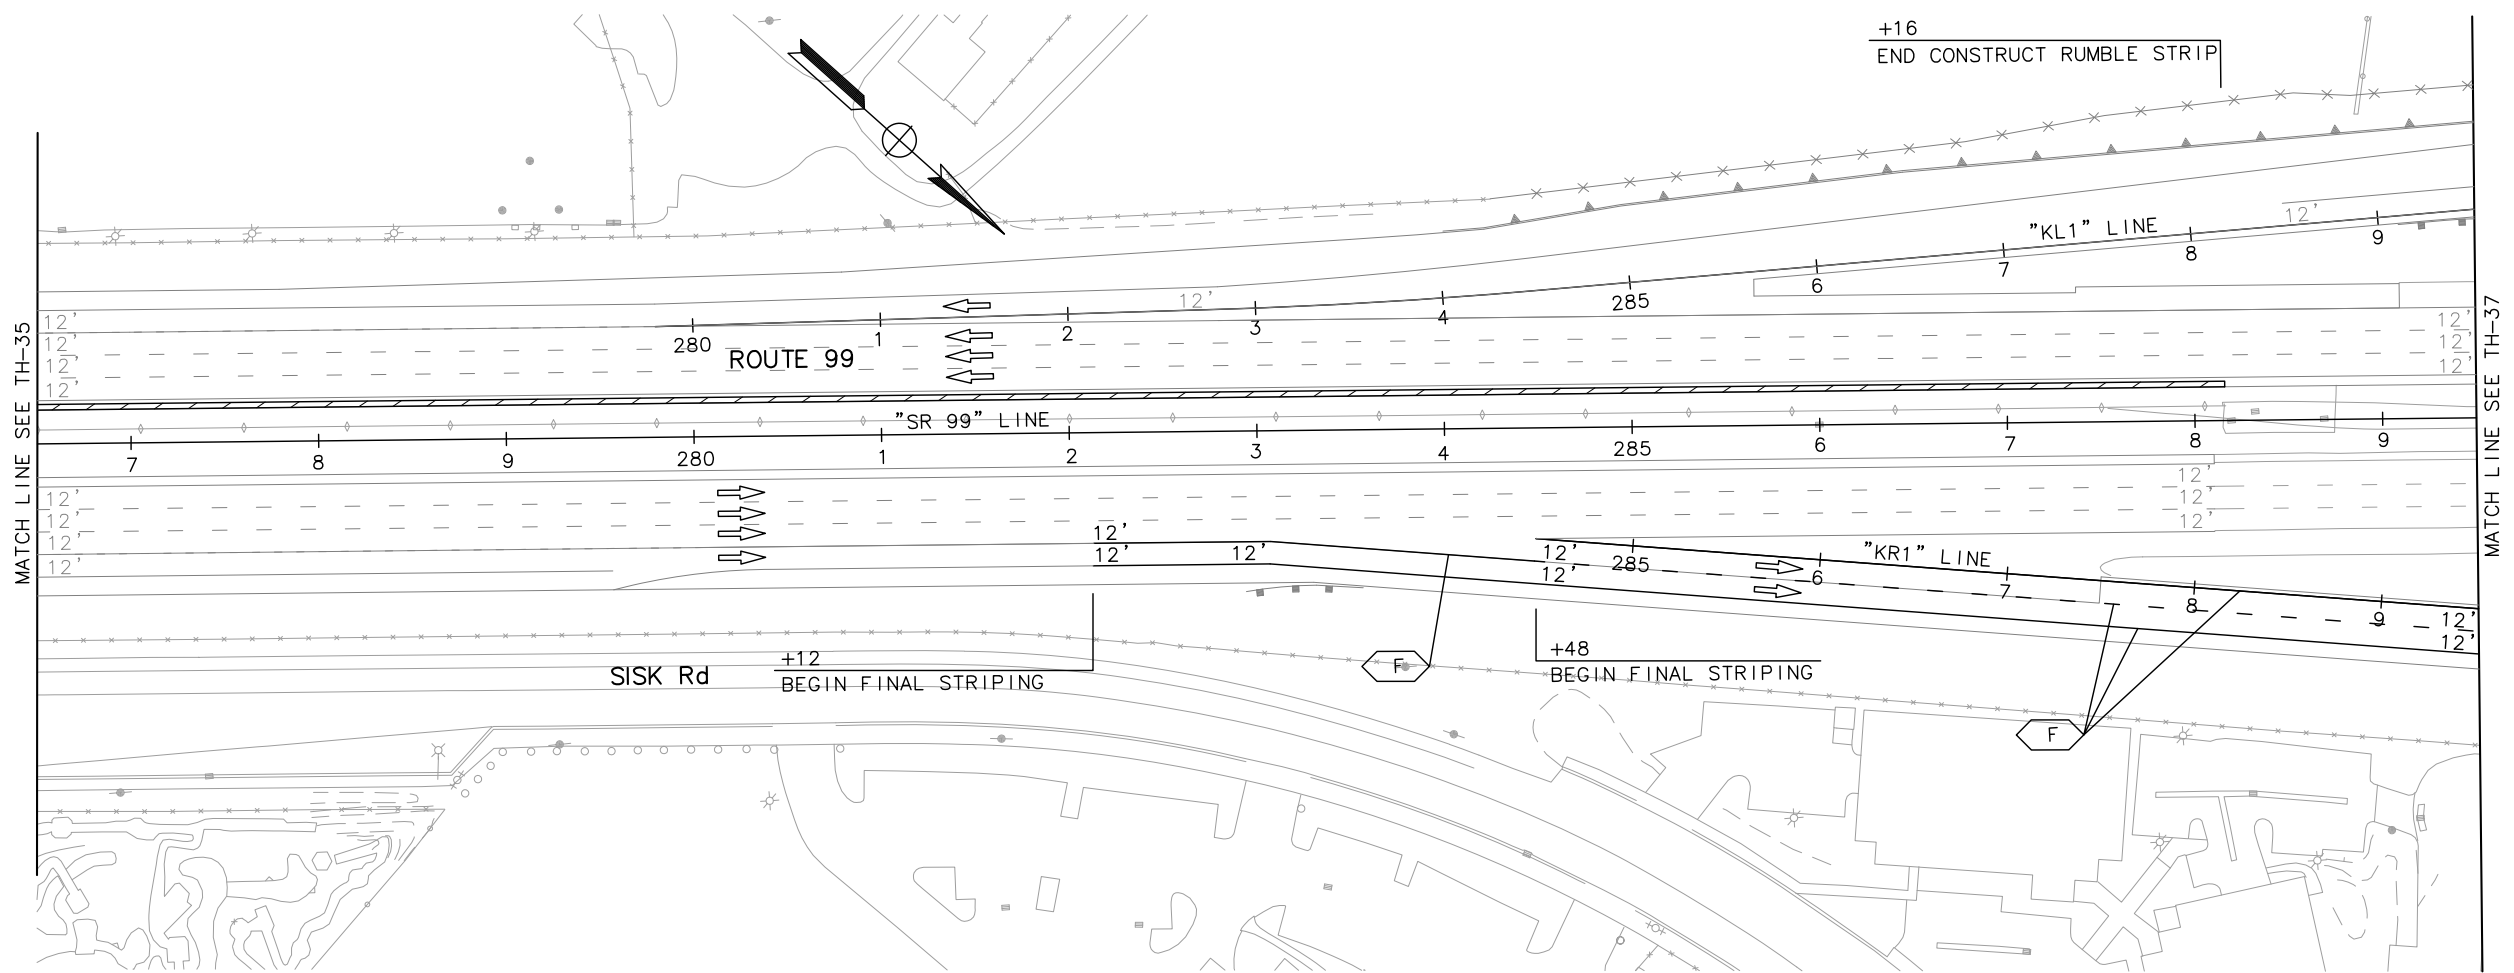 +16
END CONSTRUCT RUMBLE STRIP
"KL1" LINE
12'
12'
280 1 2 3 4 285 6 7 8 9
12'
12'
12'
12'
12'
12'
12'
ROUTE 99
MATCH LINE SEE TH-35
MATCH LINE SEE TH-37
"SR 99" LINE
7 8 9 280 1 2 3 4 285 6 7 8 9
12'
12'
12'
12'
12'
12'
12'
12'
12'
12'
12'
12'
"KR1" LINE
285 6 7 8 9
12'
12'
SISK Rd
+12
BEGIN FINAL STRIPING
F
+48
BEGIN FINAL STRIPING
F